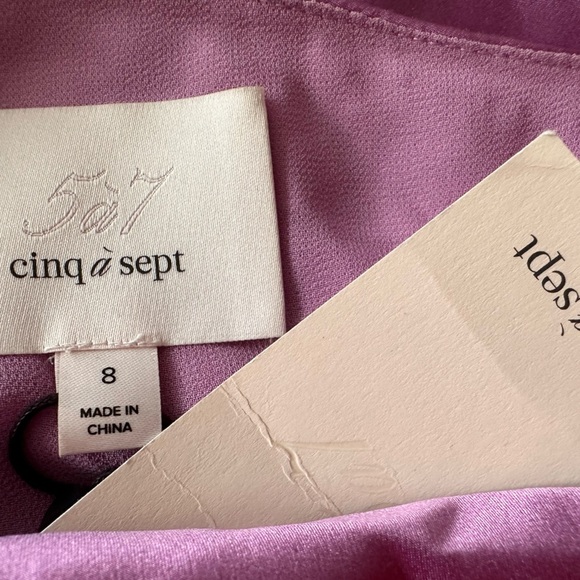 5à7
cinq à sept
8
MADE IN
CHINA
à sept